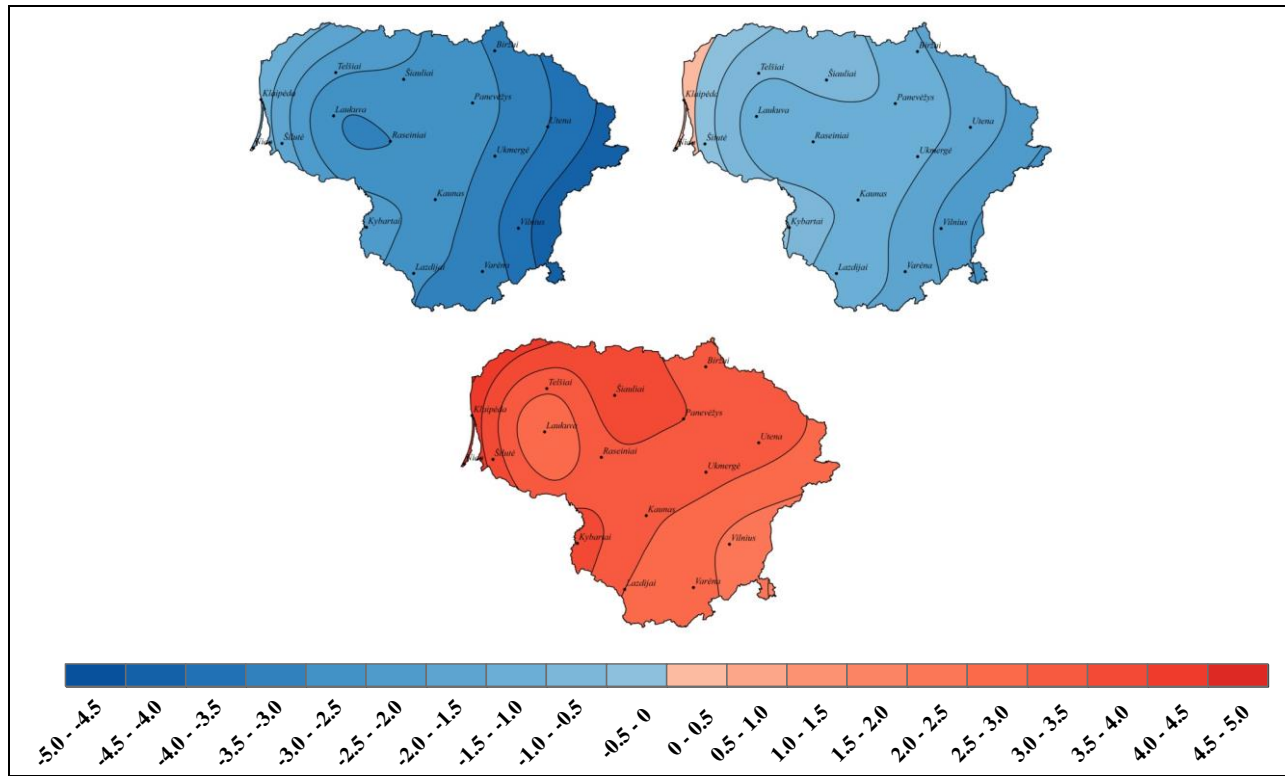 Biržai
Telšiai
Šiauliai
Klaipėda
Panevėžys
Laukuva
Utena
Šilutė
Raseiniai
Ukmergė
Kaunas
Kybartai
Vilnius
Lazdijai
Varėna
Biržai
Telšiai
Šiauliai
Klaipėda
Panevėžys
Laukuva
Utena
Šilutė
Raseiniai
Ukmergė
Kaunas
Kybartai
Vilnius
Lazdijai
Varėna
Biržai
Telšiai
Šiauliai
Klaipėda
Panevėžys
Laukuva
Utena
Šilutė
Raseiniai
Ukmergė
Kaunas
Kybartai
Vilnius
Lazdijai
Varėna
-5.0 - -4.5
-4.5 - -4.0
-4.0 - -3.5
-3.5 - -3.0
-3.0 - -2.5
-2.5 - -2.0
-2.0 - -1.5
-1.5 - -1.0
-1.0 - -0.5
-0.5 - 0
0 - 0.5
0.5 - 1.0
1.0 - 1.5
1.5 - 2.0
2.0 - 2.5
2.5 - 3.0
3.0 - 3.5
3.5 - 4.0
4.0 - 4.5
4.5 - 5.0